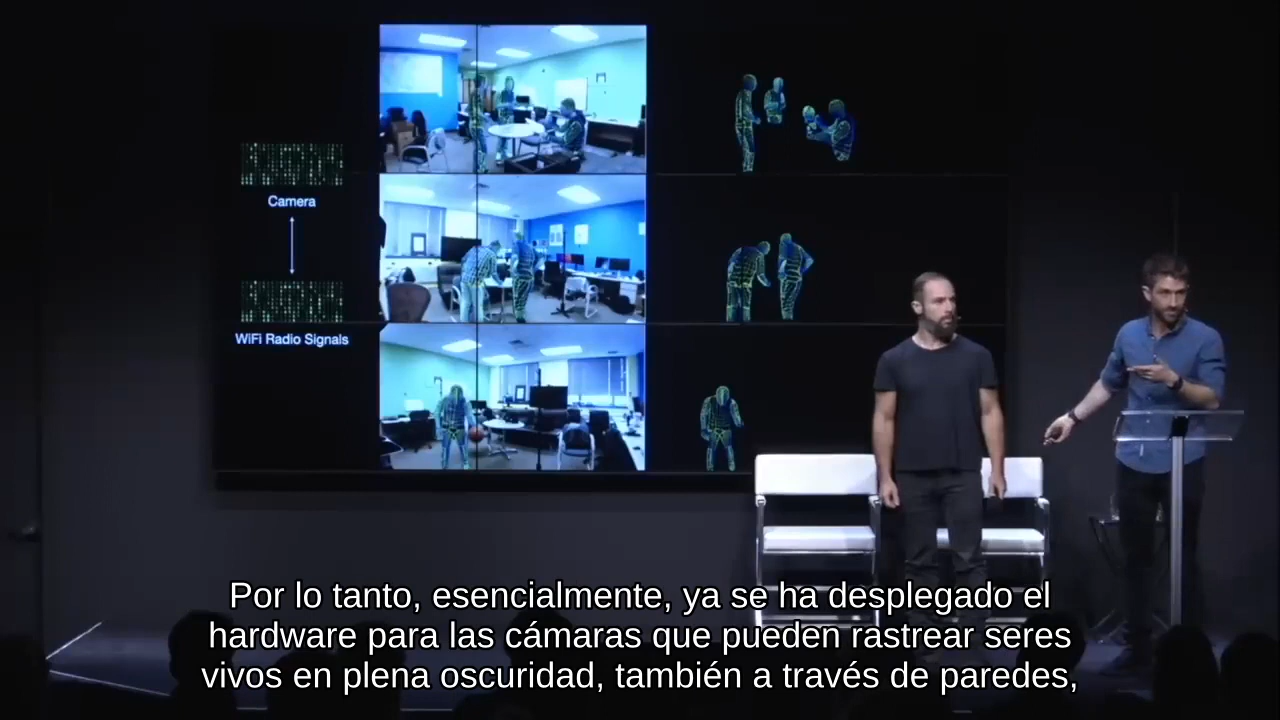 Camera
WiFi Radio Signals
Por lo tanto, esencialmente, ya se ha desplegado el
hardware para las cámaras que pueden rastrear seres
vivos en plena oscuridad, también a través de paredes,